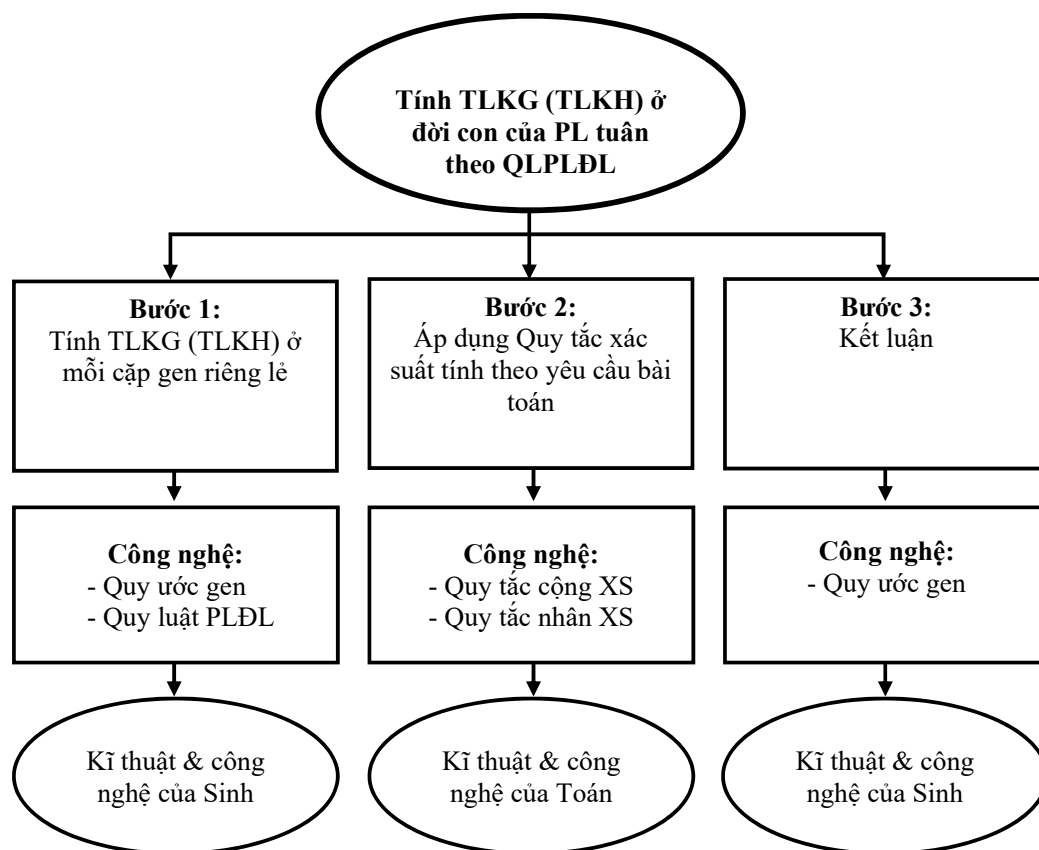 Tính TLKG (TLKH) ở
đời con của PL tuân
theo QLPLĐL
Bước 1:
Tính TLKG (TLKH) ở
mỗi cặp gen riêng lẻ
Bước 2:
Áp dụng Quy tắc xác
suất tính theo yêu cầu bài
toán
Bước 3:
Kết luận
Công nghệ:
- Quy ước gen
- Quy luật PLĐL
Công nghệ:
- Quy tắc cộng XS
- Quy tắc nhân XS
Công nghệ:
- Quy ước gen
Kĩ thuật & công
nghệ của Sinh
Kĩ thuật & công
nghệ của Toán
Kĩ thuật & công
nghệ của Sinh